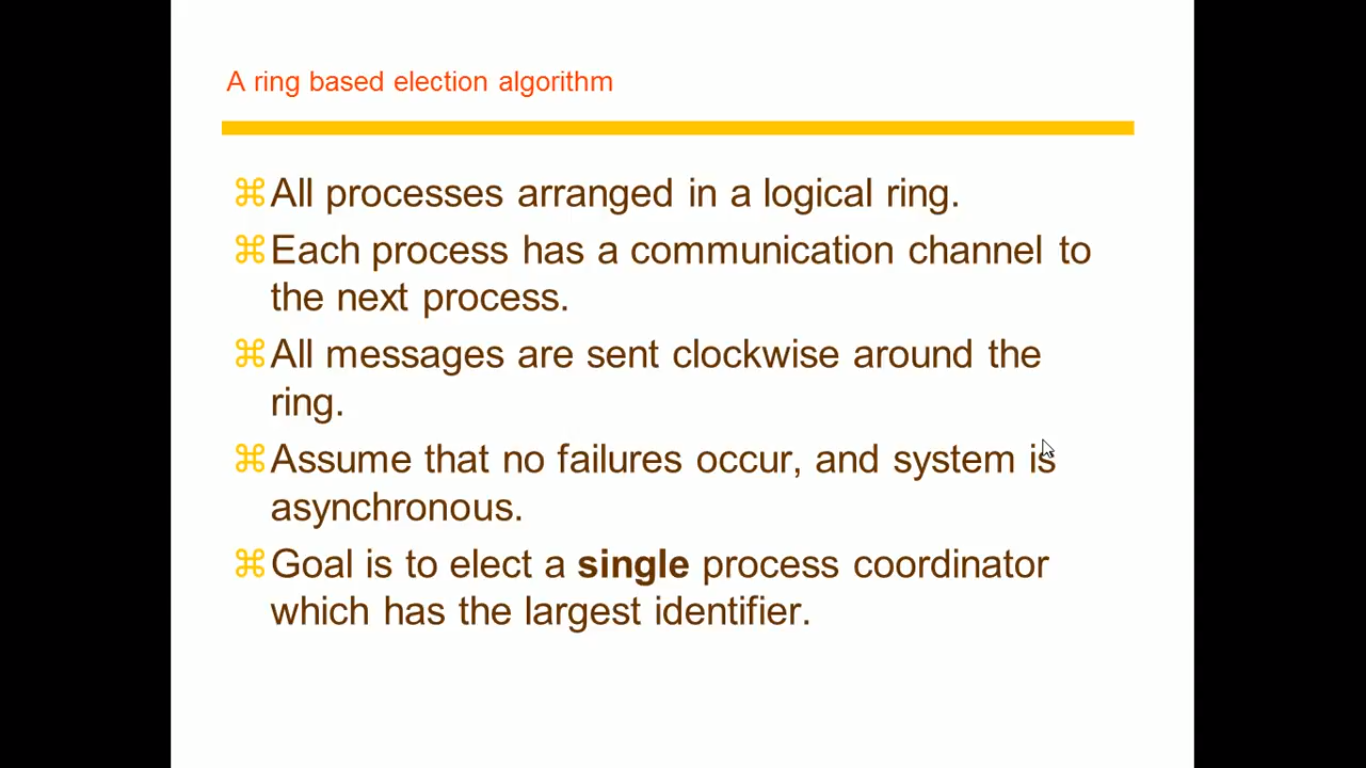 A ring based election algorithm
⌘All processes arranged in a logical ring.
⌘Each process has a communication channel to
the next process.
⌘All messages are sent clockwise around the
ring.
⌘Assume that no failures occur, and system is
asynchronous.
⌘Goal is to elect a single process coordinator
which has the largest identifier.